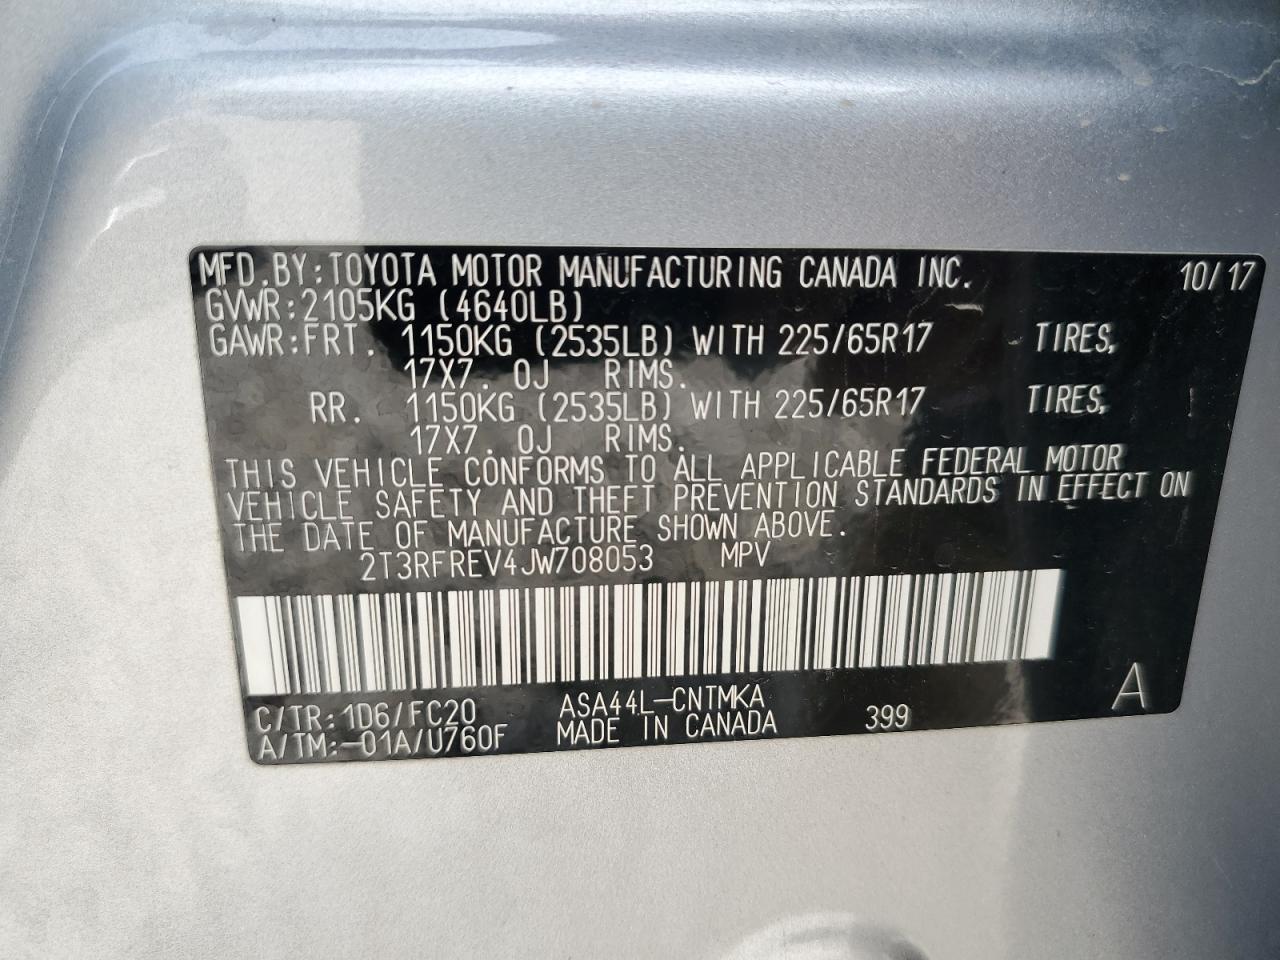 MFD.BY:TOYOTA MOTOR MANUFACTURING CANADA INC. 10/17
GVWR:2105KG (4640LB)
GAWR:FRT. 1150KG (2535LB) WITH 225/65R17 TIRES,
17X7.0J RIMS.
RR. 1150KG (2535LB) WITH 225/65R17 TIRES,
17X7.0J RIMS.
THIS VEHICLE CONFORMS TO ALL APPLICABLE FEDERAL MOTOR
VEHICLE SAFETY AND THEFT PREVENTION STANDARDS IN EFFECT ON
THE DATE OF MANUFACTURE SHOWN ABOVE.
2T3RFREV4JW708053 MPV
C/TR:1D6/FC20 ASA44L-CNTMKA A
A/TM:-01A/U760F MADE IN CANADA 399